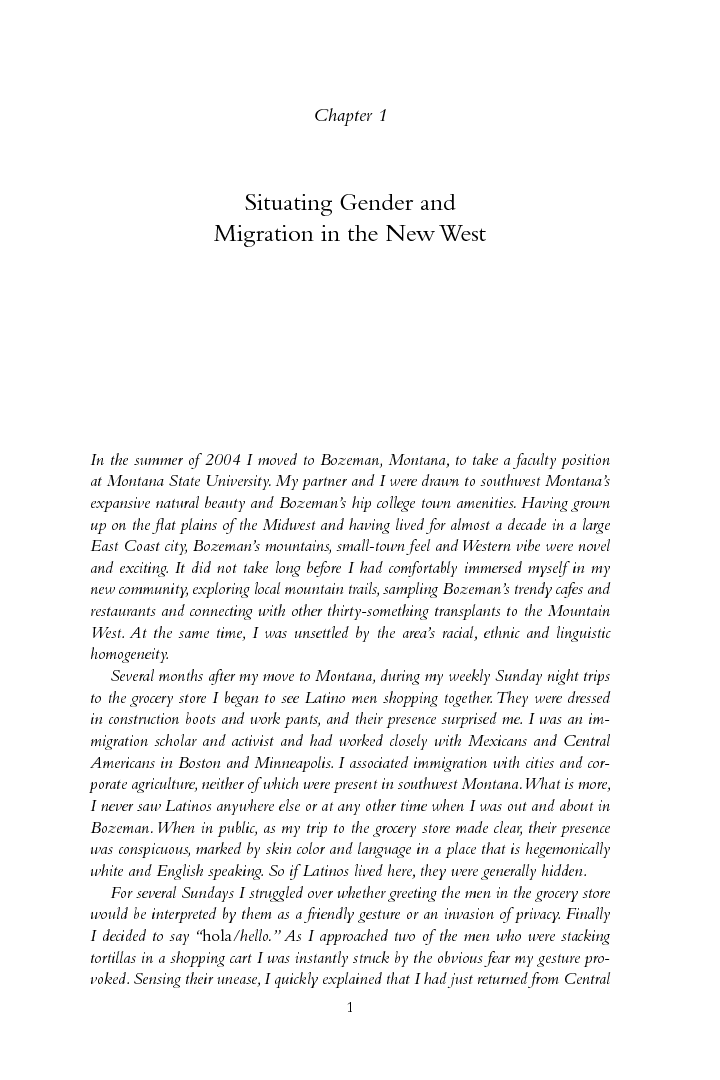 Chapter 1
Situating Gender and
Migration in the New West
In the summer of 2004 I moved to Bozeman, Montana, to take a faculty position
at Montana State University. My partner and I were drawn to southwest Montana's
expansive natural beauty and Bozeman's hip college town amenities. Having grown
up on the flat plains of the Midwest and having lived for almost a decade in a large
East Coast city, Bozeman's mountains, small-town feel and Western vibe were novel
and exciting. It did not take long before I had comfortably immersed myself in my
new community, exploring local mountain trails, sampling Bozeman's trendy cafes and
restaurants and connecting with other thirty-something transplants to the Mountain
West. At the same time, I was unsettled by the area's racial, ethnic and linguistic
homogeneity.
Several months after my move to Montana, during my weekly Sunday night trips
to the grocery store I began to see Latino men shopping together. They were dressed
in construction boots and work pants, and their presence surprised me. I was an im-
migration scholar and activist and had worked closely with Mexicans and Central
Americans in Boston and Minneapolis. I associated immigration with cities and cor-
porate agriculture, neither of which were present in southwest Montana. What is more,
I never saw Latinos anywhere else or at any other time when I was out and about in
Bozeman. When in public, as my trip to the grocery store made clear, their presence
was conspicuous, marked by skin color and language in a place that is hegemonically
white and English speaking. So if Latinos lived here, they were generally hidden.
For several Sundays I struggled over whether greeting the men in the grocery store
would be interpreted by them as a friendly gesture or an invasion of privacy. Finally
I decided to say "hola/hello." As I approached two of the men who were stacking
tortillas in a shopping cart I was instantly struck by the obvious fear my gesture pro-
voked. Sensing their unease, I quickly explained that I had just returned from Central
1